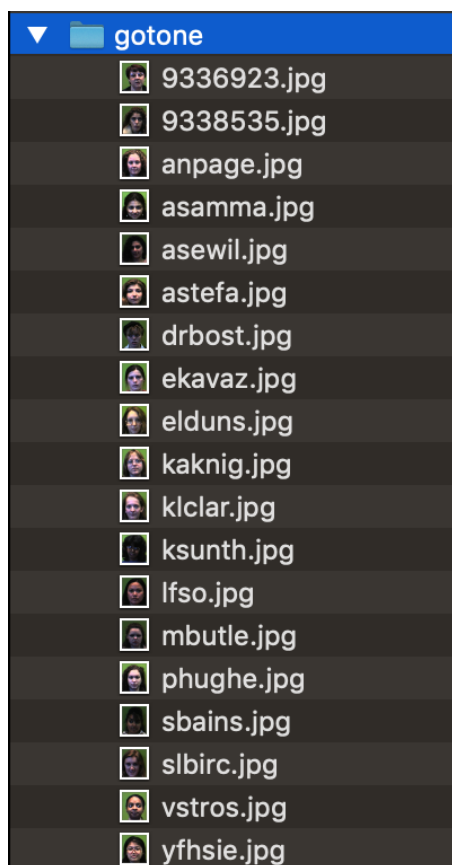 gotone
9336923.jpg
9338535.jpg
anpage.jpg
asamma.jpg
asewil.jpg
astefa.jpg
drbost.jpg
ekavaz.jpg
elduns.jpg
kaknig.jpg
klclar.jpg
ksunth.jpg
lfso.jpg
mbutle.jpg
phughe.jpg
sbains.jpg
slbirc.jpg
vstros.jpg
yfhsie.jpg